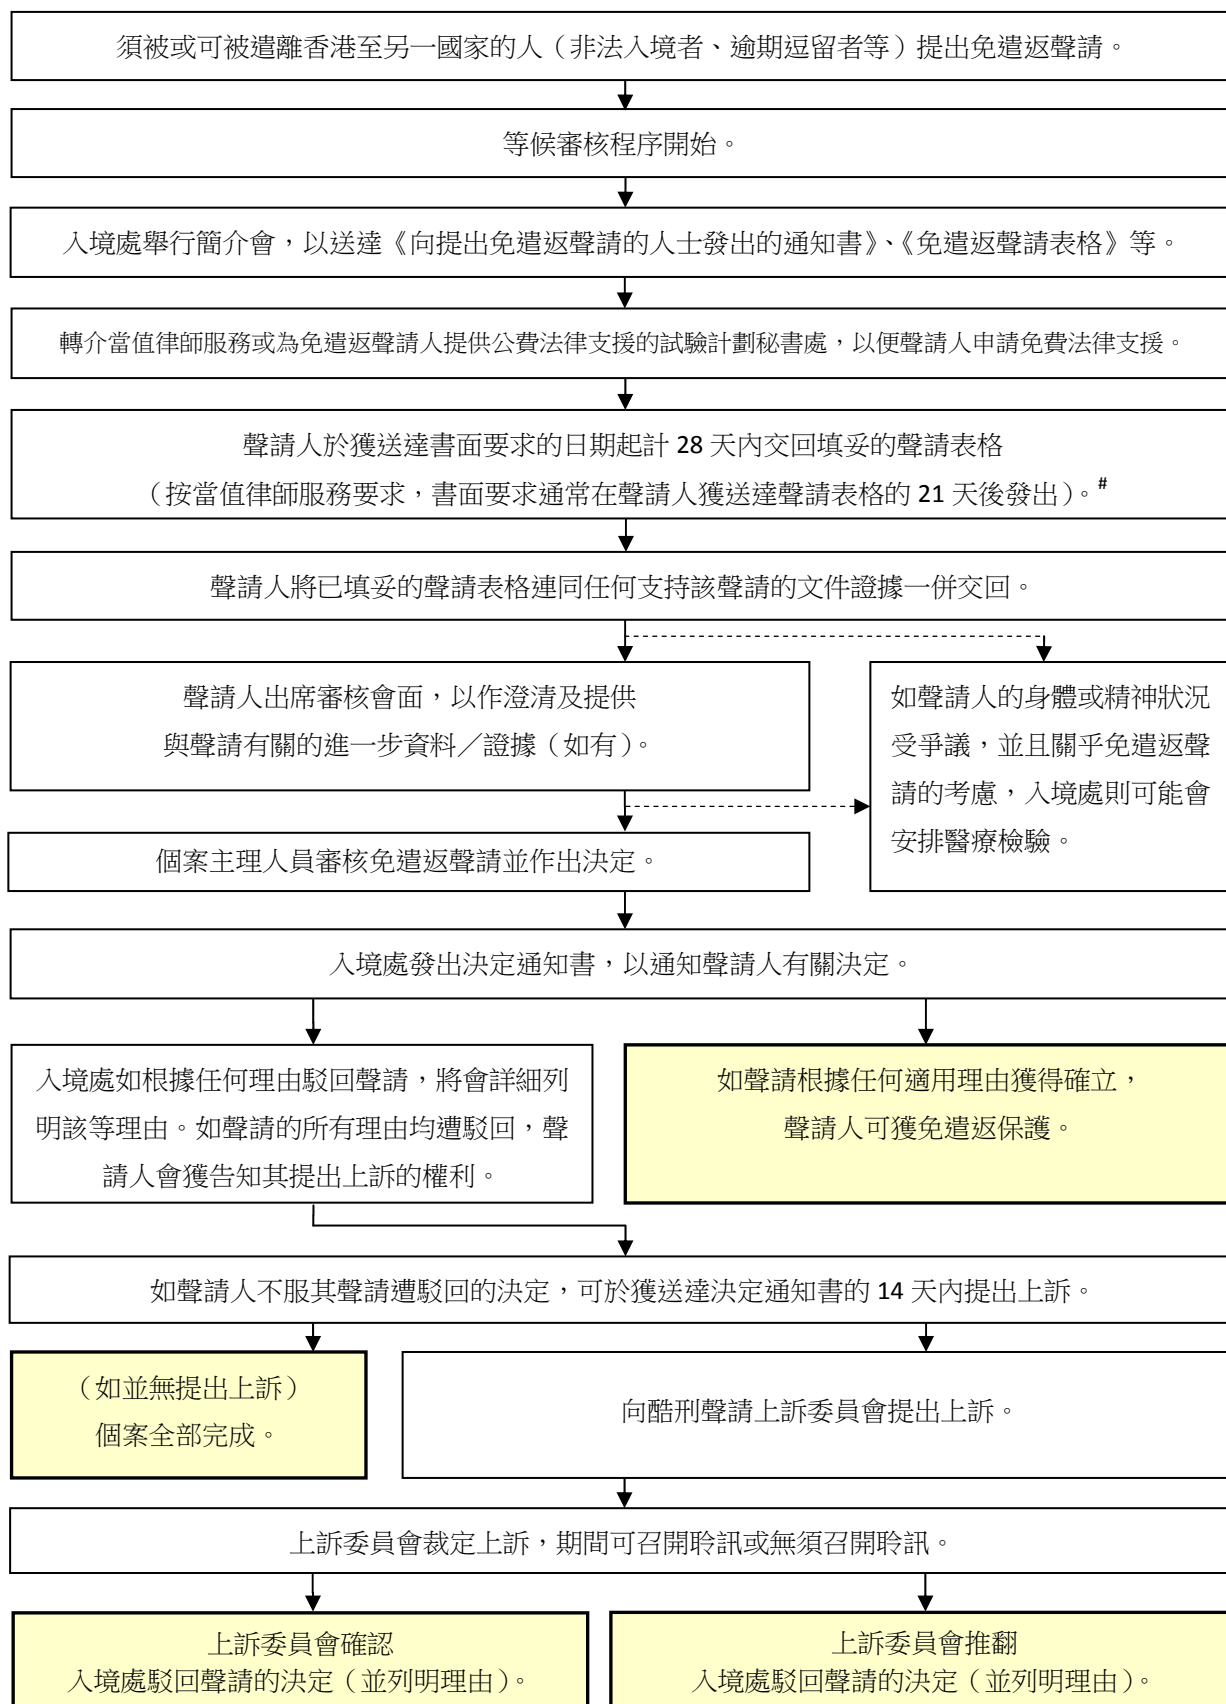 須被或可被遣離香港至另一國家的人（非法入境者、逾期逗留者等）提出免遣返聲請。
等候審核程序開始。
入境處舉行簡介會，以送達《向提出免遣返聲請的人士發出的通知書》、《免遣返聲請表格》等。
轉介當值律師服務或為免遣返聲請人提供公費法律支援的試驗計劃秘書處，以便聲請人申請免費法律支援。
聲請人於獲送達書面要求的日期起計 28 天內交回填妥的聲請表格
（按當值律師服務要求，書面要求通常在聲請人獲送達聲請表格的 21 天後發出）。#
聲請人將已填妥的聲請表格連同任何支持該聲請的文件證據一併交回。
聲請人出席審核會面，以作澄清及提供
與聲請有關的進一步資料／證據（如有）。
如聲請人的身體或精神狀況
受爭議，並且關乎免遣返聲
請的考慮，入境處則可能會
安排醫療檢驗。
個案主理人員審核免遣返聲請並作出決定。
入境處發出決定通知書，以通知聲請人有關決定。
入境處如根據任何理由駁回聲請，將會詳細列
明該等理由。如聲請的所有理由均遭駁回，聲
請人會獲告知其提出上訴的權利。
如聲請根據任何適用理由獲得確立，
聲請人可獲免遣返保護。
如聲請人不服其聲請遭駁回的決定，可於獲送達決定通知書的 14 天內提出上訴。
（如並無提出上訴）
個案全部完成。
向酷刑聲請上訴委員會提出上訴。
上訴委員會裁定上訴，期間可召開聆訊或無須召開聆訊。
上訴委員會確認
入境處駁回聲請的決定（並列明理由）。
上訴委員會推翻
入境處駁回聲請的決定（並列明理由）。